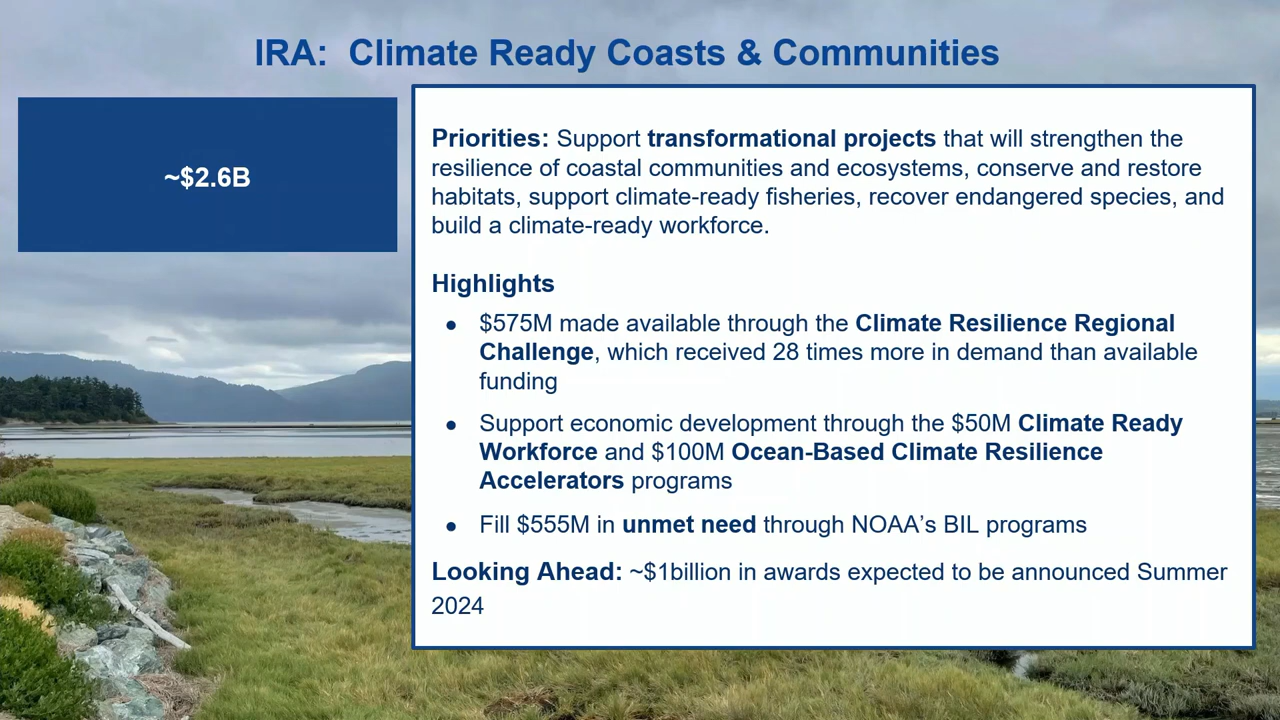 IRA: Climate Ready Coasts & Communities
~$2.6B
Priorities: Support transformational projects that will strengthen the
resilience of coastal communities and ecosystems, conserve and restore
habitats, support climate-ready fisheries, recover endangered species, and
build a climate-ready workforce.
Highlights
● $575M made available through the Climate Resilience Regional
Challenge, which received 28 times more in demand than available
funding
● Support economic development through the $50M Climate Ready
Workforce and $100M Ocean-Based Climate Resilience
Accelerators programs
● Fill $555M in unmet need through NOAA’s BIL programs
Looking Ahead: ~$1billion in awards expected to be announced Summer
2024